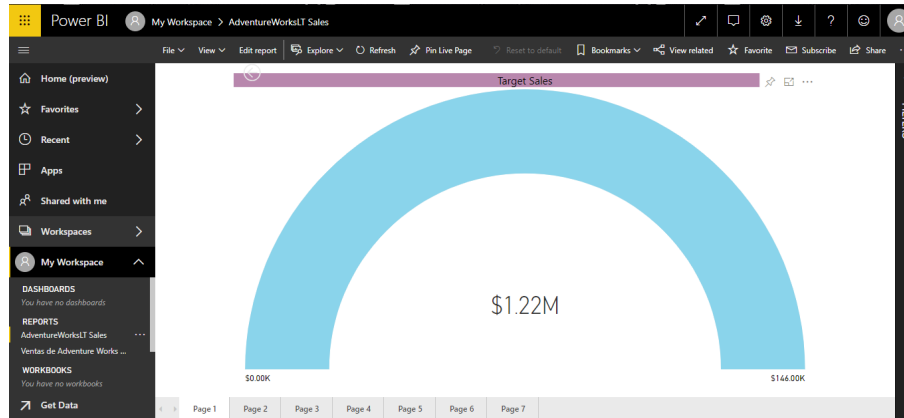 Power BI My Workspace > AdventureWorksLT Sales ?
File View Edit report Explore Refresh Pin Live Page Reset to default Bookmarks View related Favorite Subscribe Share
Home (preview)
Favorites
Recent
Apps
Shared with me
Workspaces
My Workspace
DASHBOARDS
You have no dashboards
REPORTS
AdventureWorksLT Sales ...
Ventas de Adventure Works ...
WORKBOOKS
You have no workbooks
Get Data
Target Sales
$1.22M
$0.00K $146.00K
Page 1 Page 2 Page 3 Page 4 Page 5 Page 6 Page 7